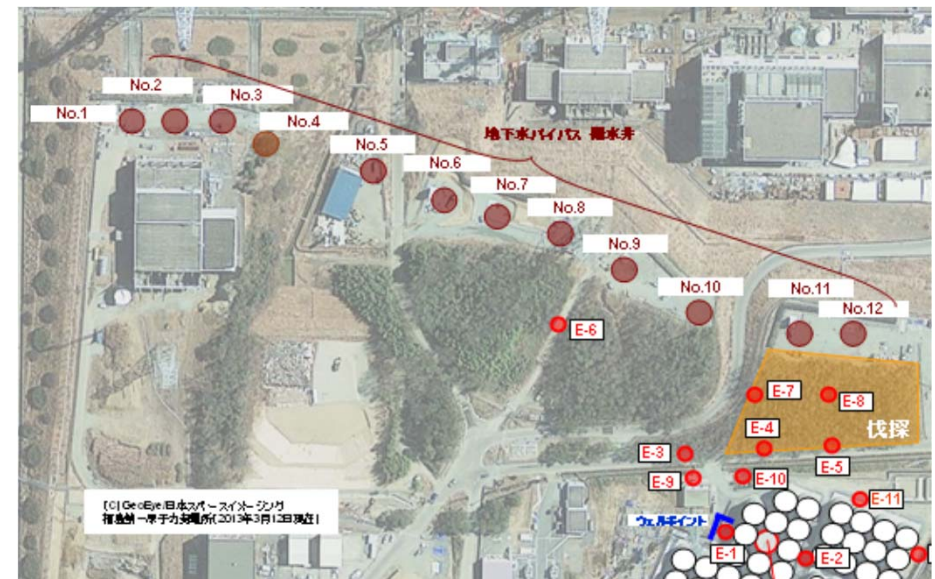 No.2
No.3
No.1
No.4
地下水バイパス 揚水井
No.5
No.6
No.7
No.8
No.9
No.11
No.10
No.12
E-6
E-7
E-8
E-4
伐採
E-3
E-5
E-9
E-10
E-11
(C)GeoEye/日本スペースイメージング
福島第一原子力発電所(2013年3月12日現在)
ウェルポイント
E-1
E-2